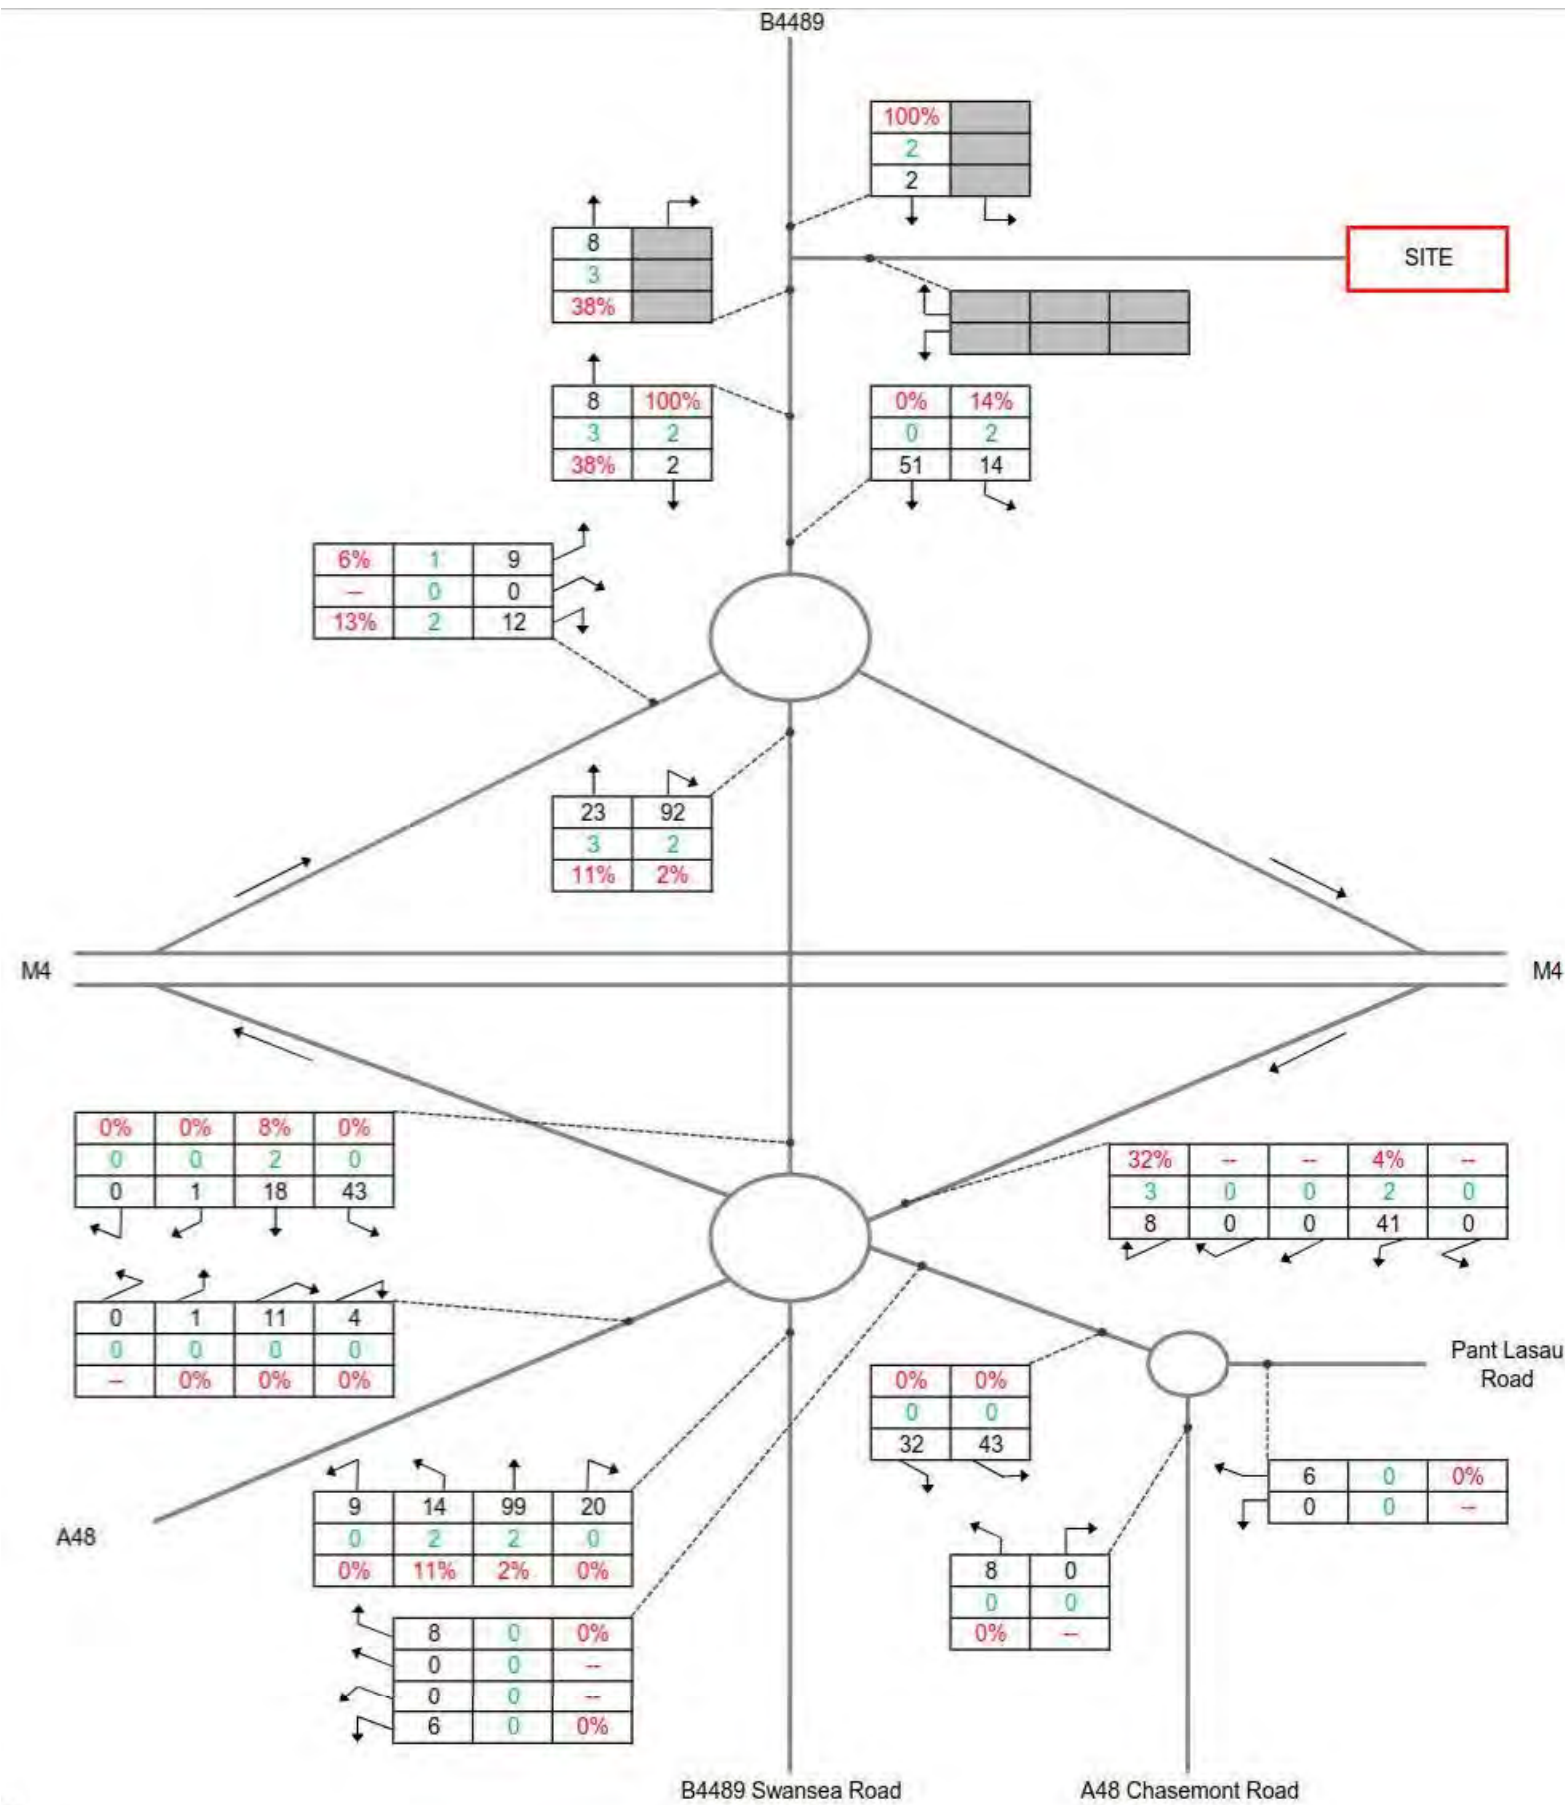 B4489
100%
2
2
8
3
38%
SITE
8 100%
3 2
38% 2
0% 14%
0 2
51 14
6% 1 9
-- 0 0
13% 2 12
23 92
3 2
11% 2%
M4
M4
0% 0% 8% 0%
0 0 2 0
0 1 18 43
32% -- -- 4% --
3 0 0 2 0
8 0 0 41 0
0 1 11 4
0 0 0 0
-- 0% 0% 0%
Pant Lasau
Road
0% 0%
0 0
32 43
6 0 0%
0 0 --
A48
9 14 99 20
0 2 2 0
0% 11% 2% 0%
8 0
0 0
0% --
8 0 0%
0 0 --
0 0 --
6 0 0%
B4489 Swansea Road
A48 Chasemont Road